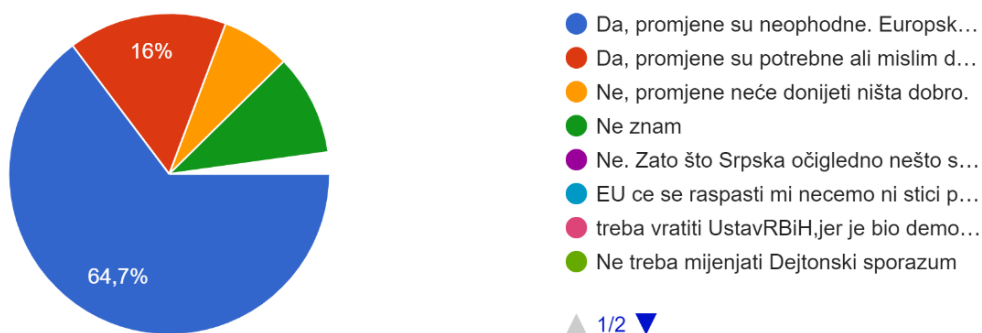 16%
64,7%
Da, promjene su neophodne. Europsk...
Da, promjene su potrebne ali mislim d...
Ne, promjene neće donijeti ništa dobro.
Ne znam
Ne. Zato što Srpska očigledno nešto s...
EU ce se raspasti mi necemo ni stici p...
treba vratiti UstavRBiH,jer je bio demo...
Ne treba mijenjati Dejtonski sporazum
1/2